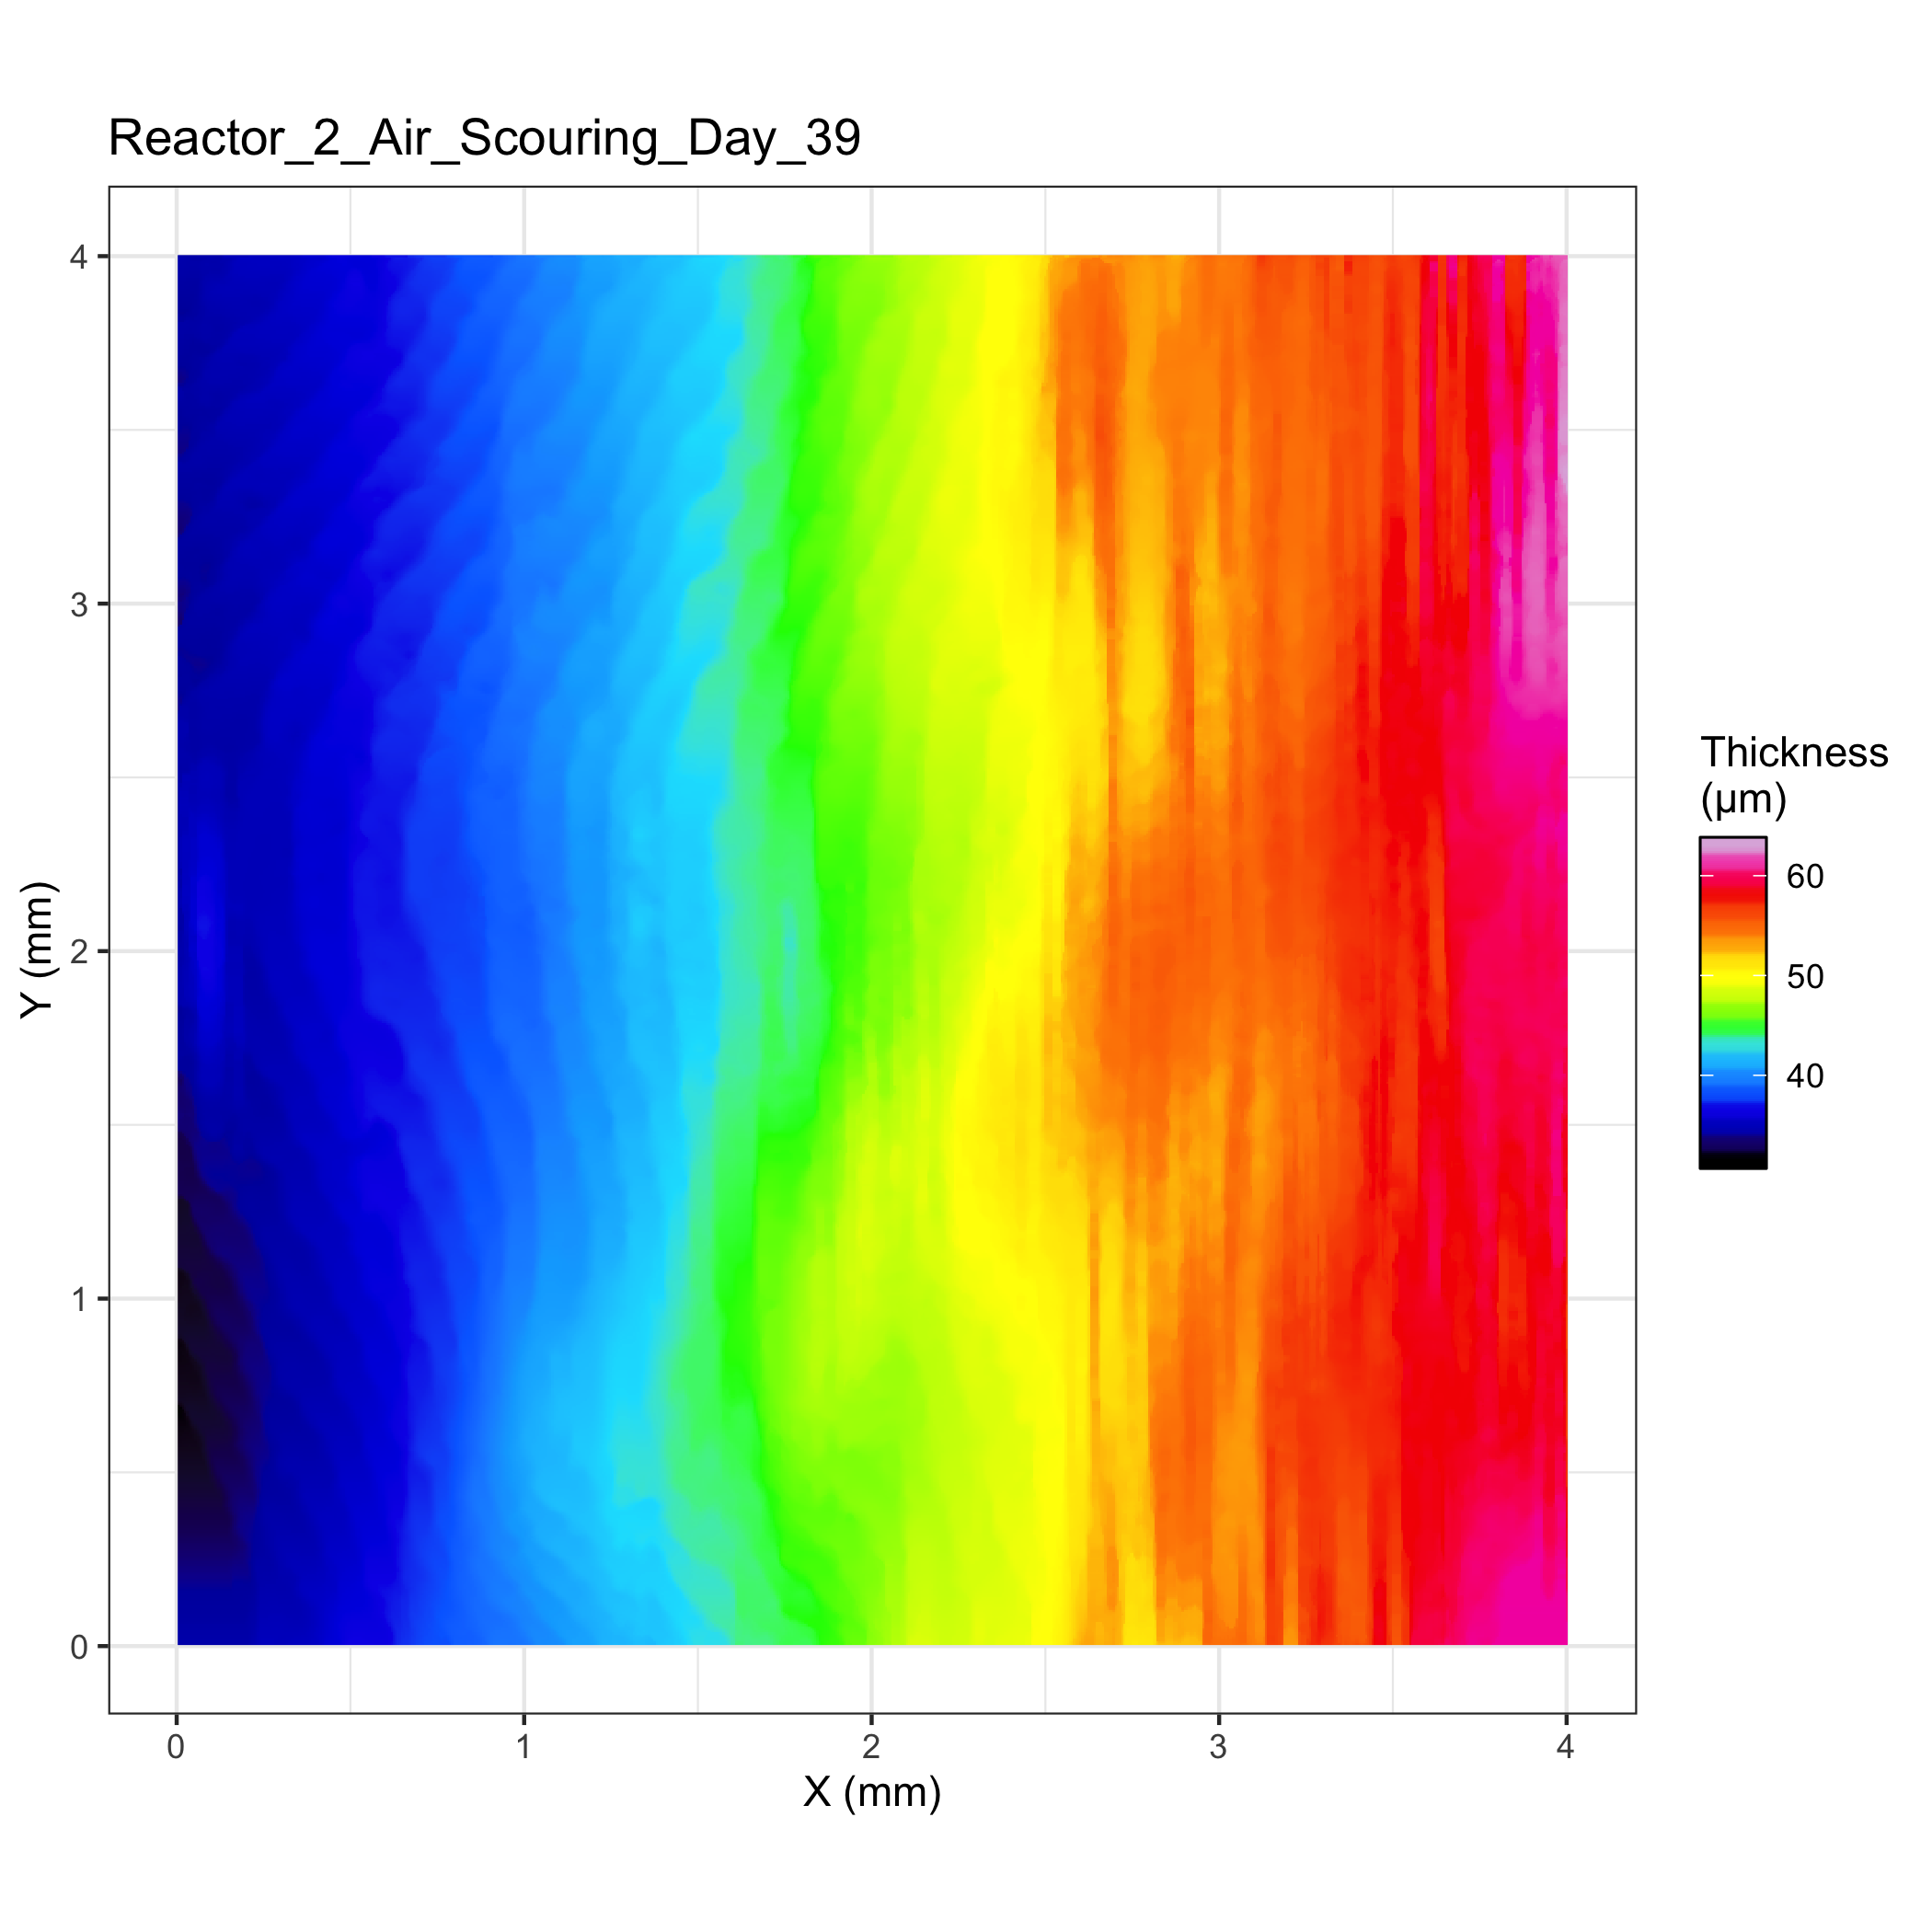 Reactor_2_Air_Scouring_Day_39
4
3
2
1
0
Y (mm)
0 1 2 3 4
X (mm)
Thickness
(µm)
60
50
40